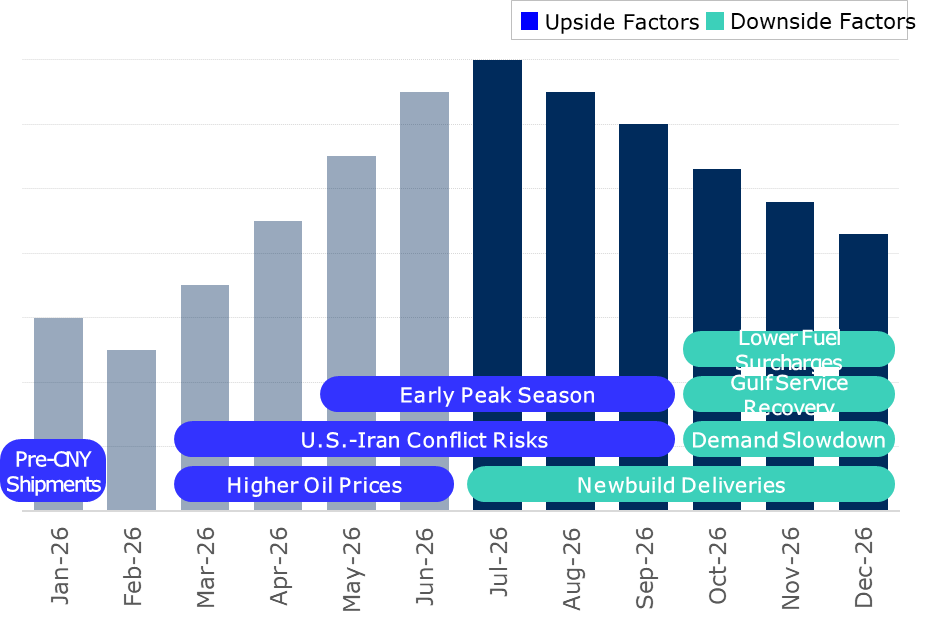 Upside Factors
Downside Factors
Lower Fuel
Surcharges
Early Peak Season
Gulf Service
Recovery
Pre-CNY
Shipments
U.S.-Iran Conflict Risks
Demand Slowdown
Higher Oil Prices
Newbuild Deliveries
Jan-26
Feb-26
Mar-26
Apr-26
May-26
Jun-26
Jul-26
Aug-26
Sep-26
Oct-26
Nov-26
Dec-26